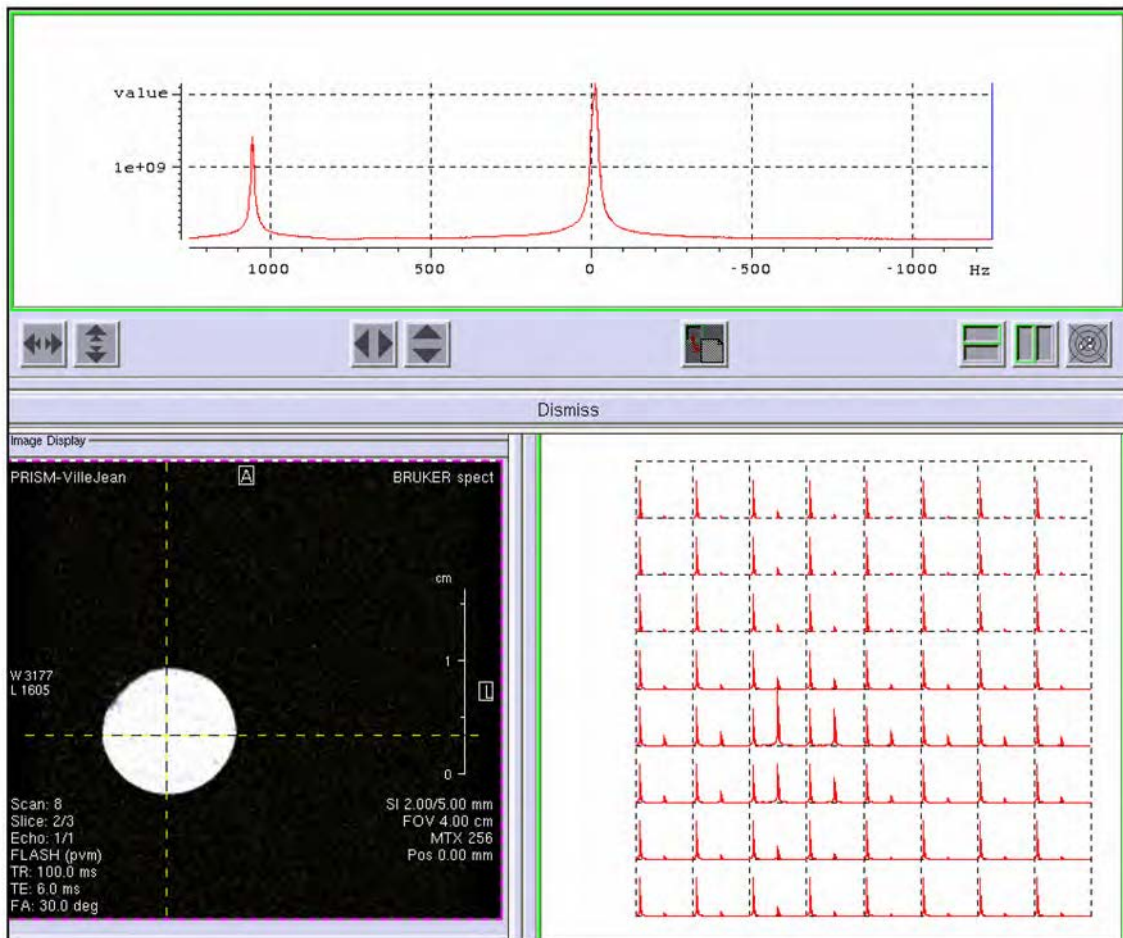 value
1e+09
1000 500 0 -500 -1000 Hz
Dismiss
Image Display
PRISM-VilleJean A BRUKER spect
cm
1
W 3177
L 1605
L
0
Scan: 8 SI 2.00/5.00 mm
Slice: 2/3 FOV 4.00 cm
Echo: 1/1 MTX 256
FLASH (pvm) Pos 0.00 mm
TR: 100.0 ms
TE: 6.0 ms
FA: 30.0 deg